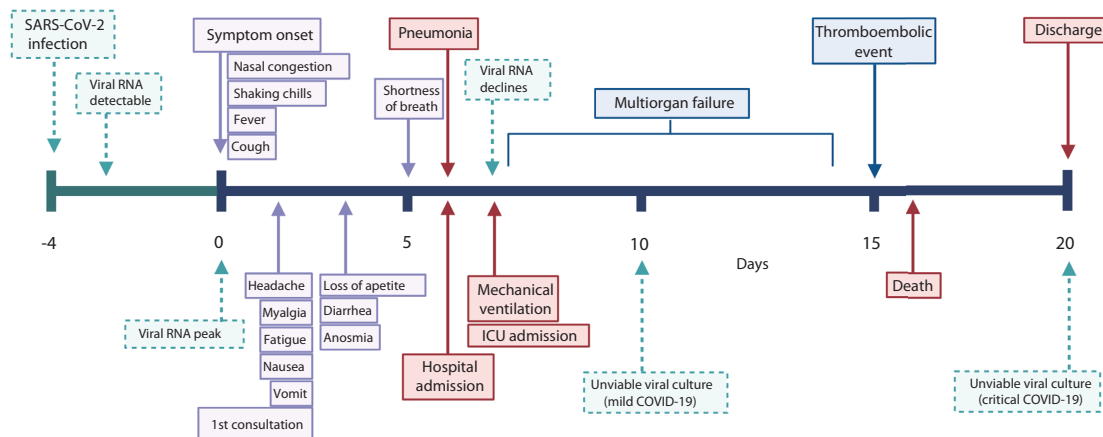 SARS-CoV-2
infection
Viral RNA
detectable
Symptom onset
Nasal congestion
Shaking chills
Fever
Cough
Shortness
of breath
Pneumonia
Viral RNA
declines
Multiorgan failure
Thromboembolic
event
Discharge
-4
0
5
10
Days
15
20
Viral RNA peak
Headache
Myalgia
Fatigue
Nausea
Vomit
1st consultation
Loss of apetite
Diarrhea
Anosmia
Hospital
admission
Mechanical
ventilation
ICU admission
Unviable viral culture
(mild COVID-19)
Death
Unviable viral culture
(critical COVID-19)